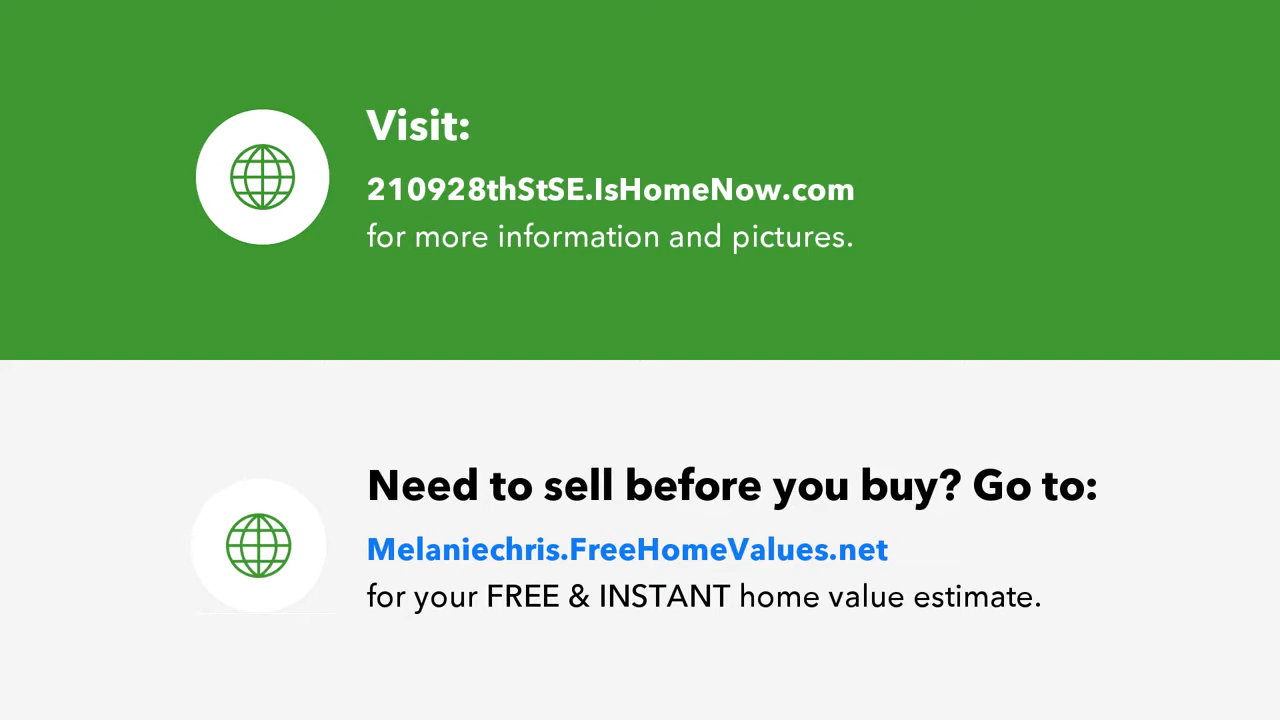 Visit:
210928thStSE.IsHomeNow.com
for more information and pictures.
Need to sell before you buy? Go to:
Melaniechris.FreeHomeValues.net
for your FREE & INSTANT home value estimate.